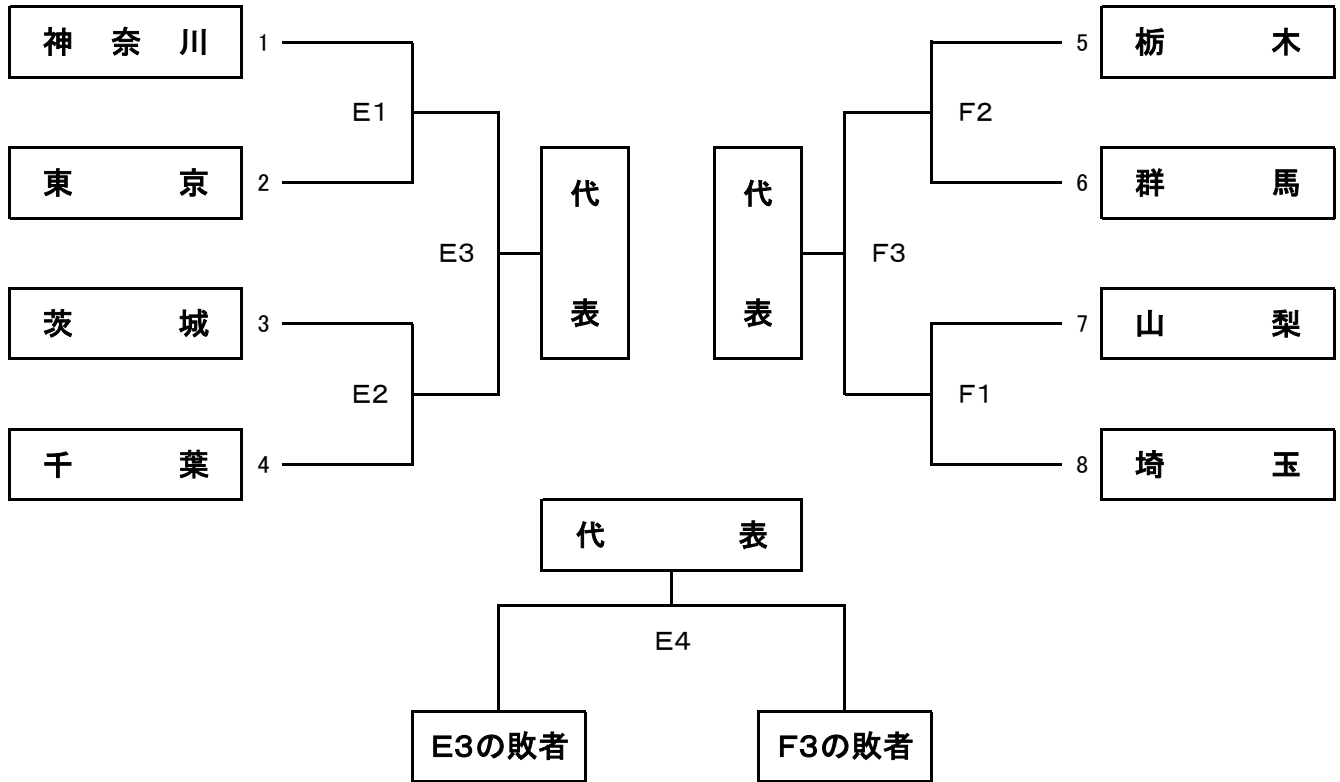 神奈川 1
E1
東京 2
E3
茨城 3
E2
千葉 4
代表
代表
5 栃木
F2
6 群馬
F3
7 山梨
F1
8 埼玉
代表
E4
E3の敗者
F3の敗者